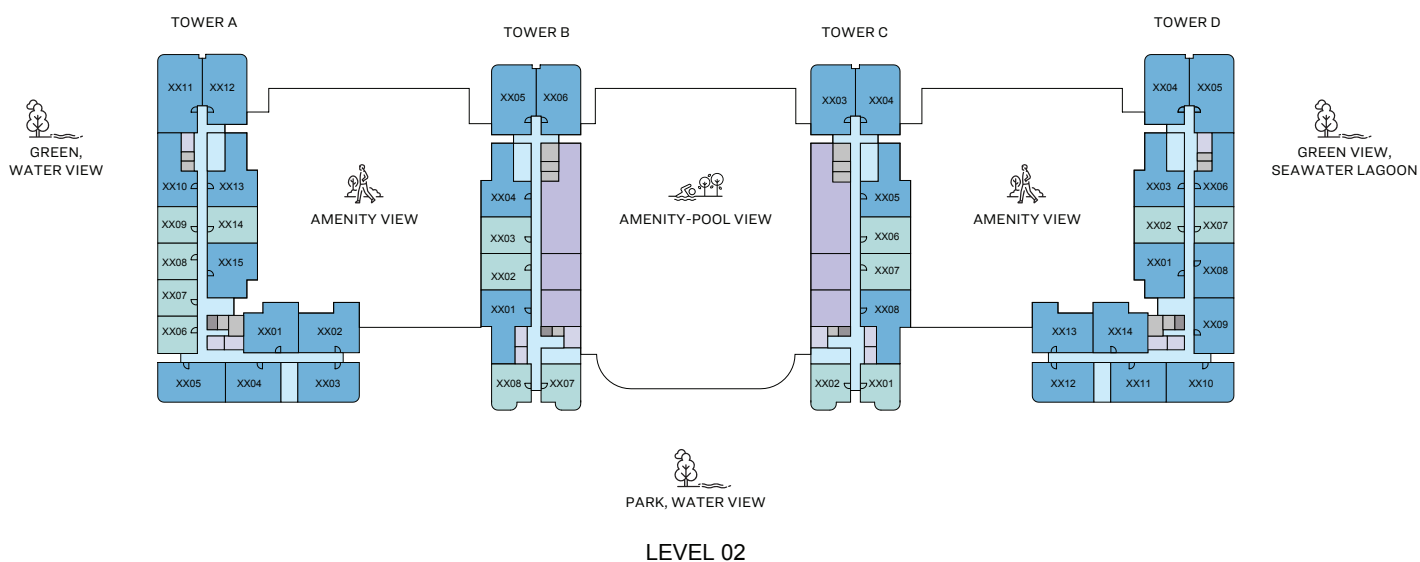 TOWER A
TOWER B
TOWER C
TOWER D
XX11
XX12
XX10
XX13
XX09
XX14
XX08
XX15
XX07
XX06
XX01
XX02
XX05
XX04
XX03
GREEN,
WATER VIEW
AMENITY VIEW
XX05
XX06
XX04
XX03
XX02
XX01
XX08
XX07
AMENITY-POOL VIEW
XX03
XX04
XX05
XX06
XX07
XX08
XX02
XX01
AMENITY VIEW
XX04
XX05
XX03
XX06
XX02
XX07
XX01
XX08
XX09
XX13
XX14
XX12
XX11
XX10
GREEN VIEW,
SEAWATER LAGOON
PARK, WATER VIEW
LEVEL 02